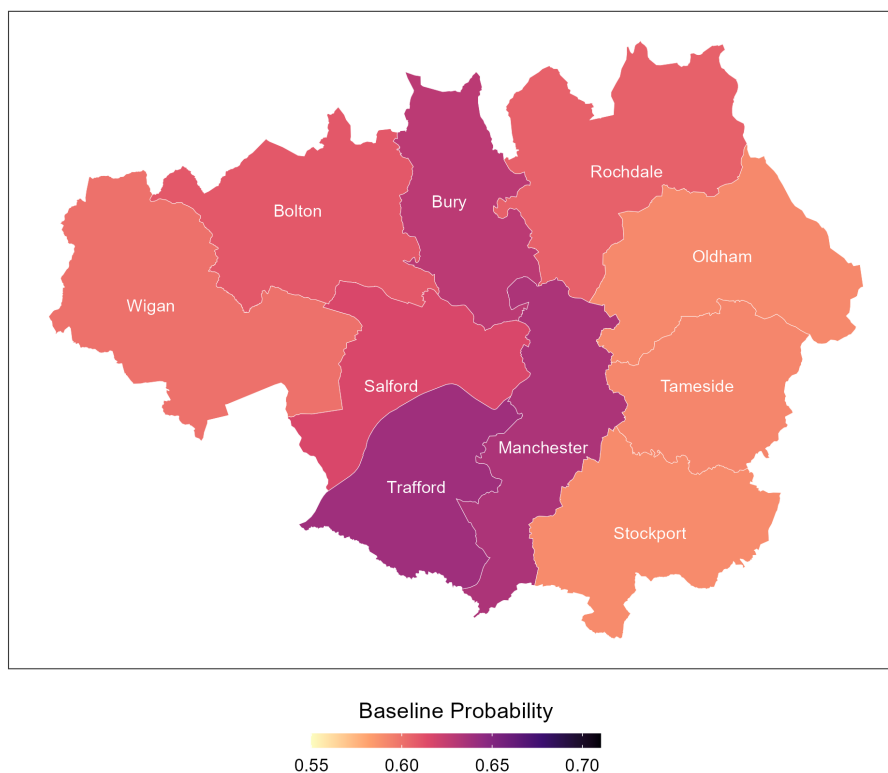 Rochdale
Bury
Bolton
Oldham
Wigan
Salford
Tameside
Manchester
Trafford
Stockport
Baseline Probability
0.55 0.60 0.65 0.70